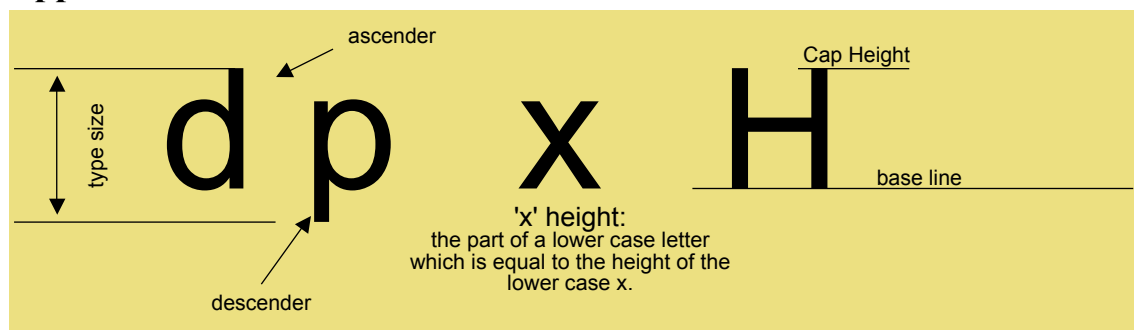 ascender
Cap Height
type size
d p x H
base line
'x' height:
the part of a lower case letter
which is equal to the height of the
lower case x.
descender